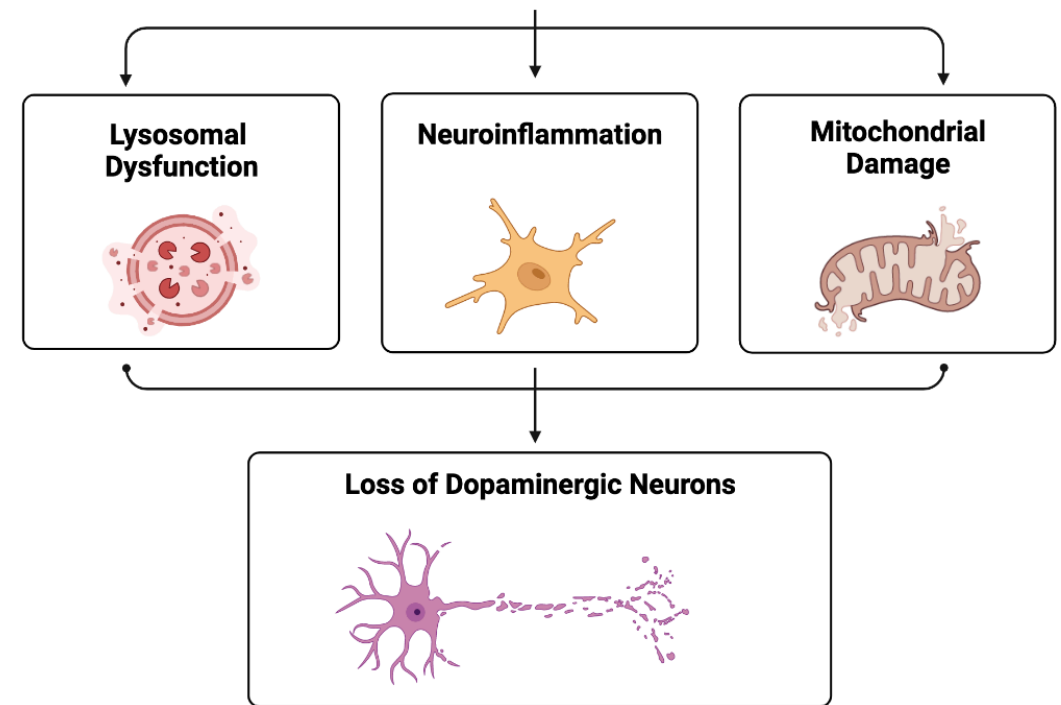 Lysosomal
Dysfunction
Neuroinflammation
Mitochondrial
Damage
Loss of Dopaminergic Neurons